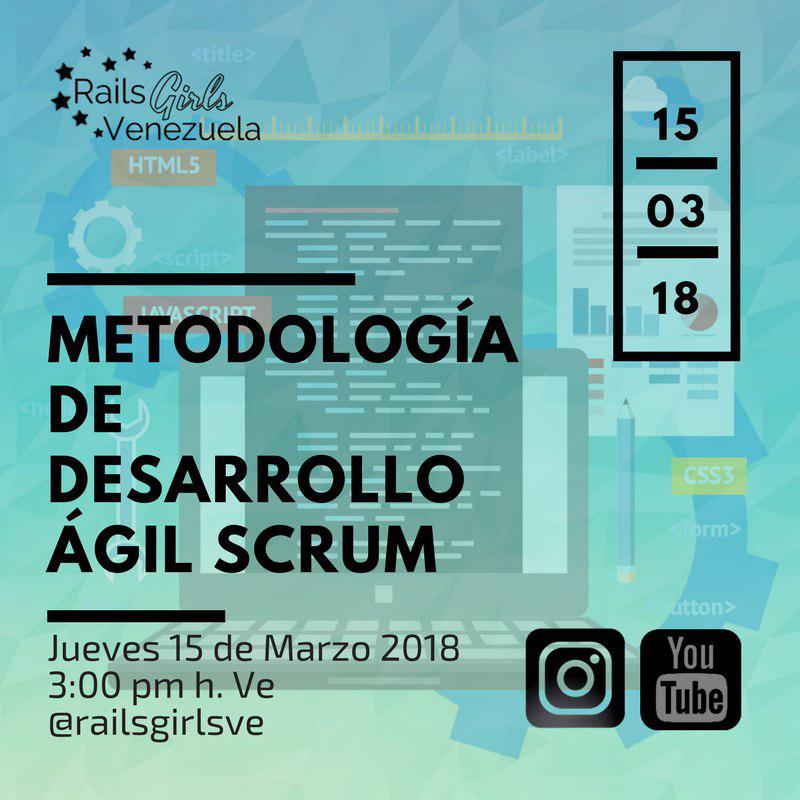 <title>
Rails Girls
Venezuela
HTML5
<label>
<script>
JAVASCRIPT
15
03
18
METODOLOGÍA
DE
DESARROLLO
ÁGIL SCRUM
CSS3
<form>
button>
Jueves 15 de Marzo 2018
3:00 pm h. Ve
@railsgirlsve
You
Tube